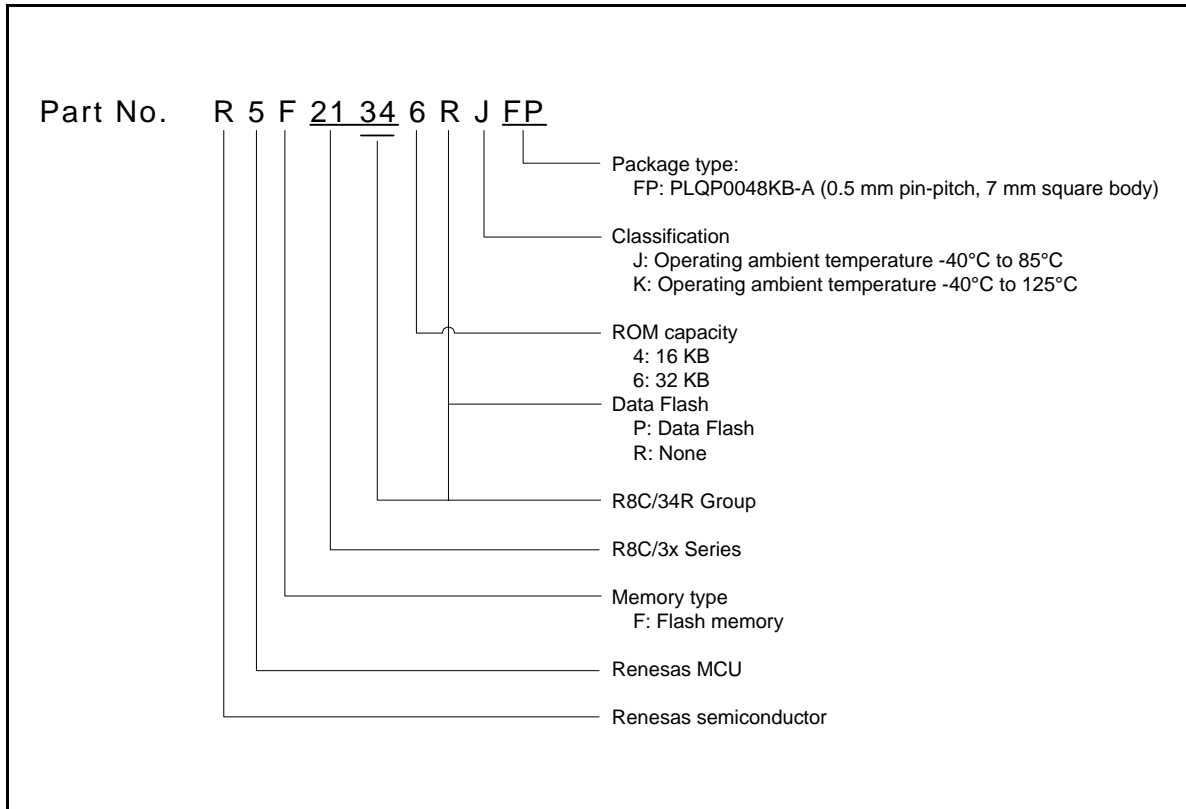 Part No. R 5 F 21 34 6 R J FP
Package type:
FP: PLQP0048KB-A (0.5 mm pin-pitch, 7 mm square body)
Classification
J: Operating ambient temperature -40°C to 85°C
K: Operating ambient temperature -40°C to 125°C
ROM capacity
4: 16 KB
6: 32 KB
Data Flash
P: Data Flash
R: None
R8C/34R Group
R8C/3x Series
Memory type
F: Flash memory
Renesas MCU
Renesas semiconductor